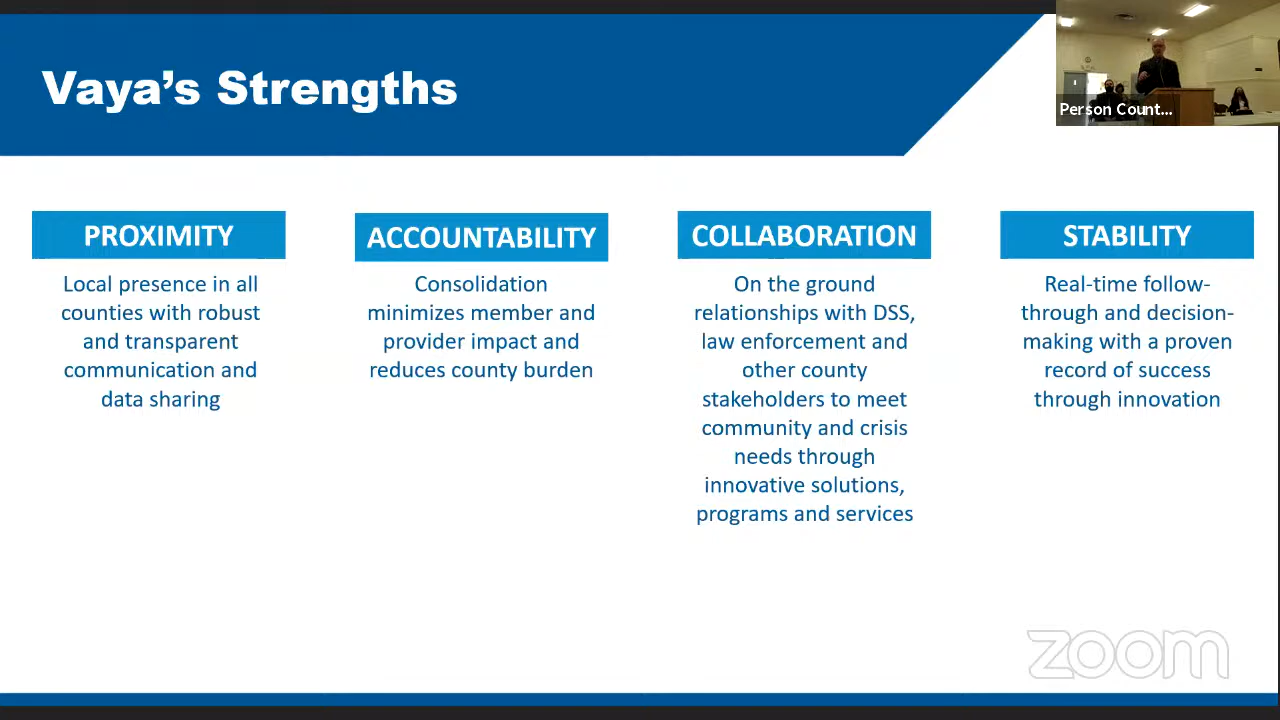 Vaya’s Strengths
Person Count...
PROXIMITY
Local presence in all
counties with robust
and transparent
communication and
data sharing
ACCOUNTABILITY
Consolidation
minimizes member and
provider impact and
reduces county burden
COLLABORATION
On the ground
relationships with DSS,
law enforcement and
other county
stakeholders to meet
community and crisis
needs through
innovative solutions,
programs and services
STABILITY
Real-time follow-
through and decision-
making with a proven
record of success
through innovation
zoom